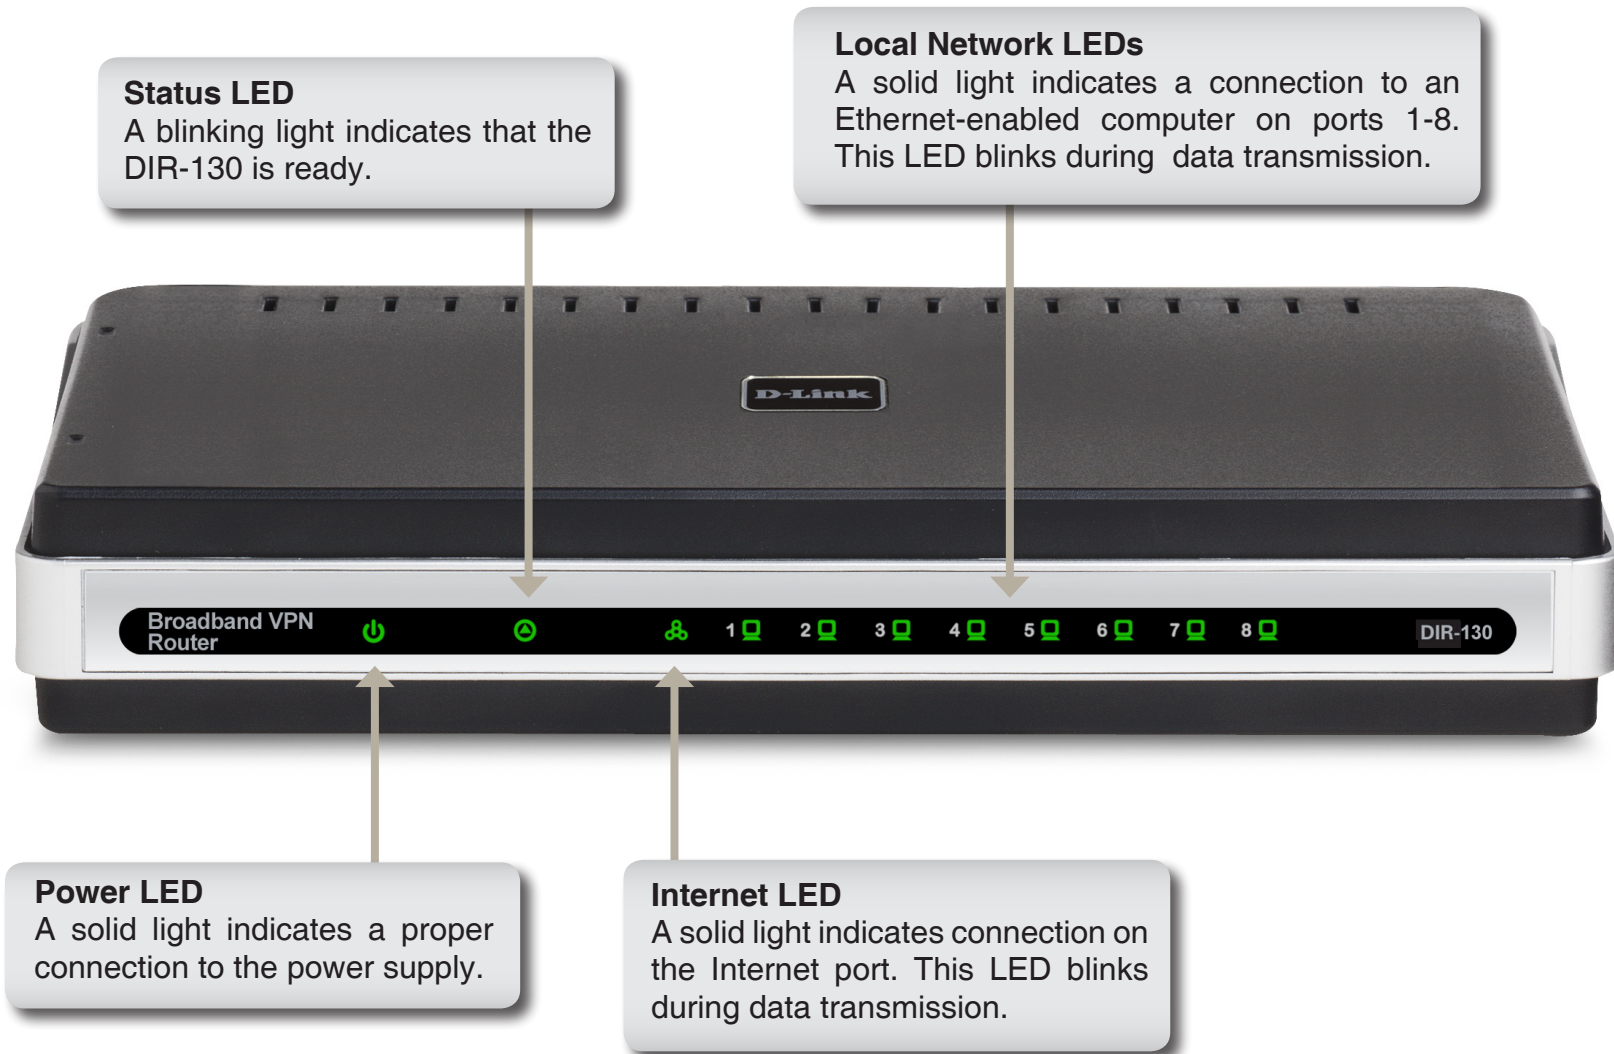 Status LED
A blinking light indicates that the
DIR-130 is ready.
Local Network LEDs
A solid light indicates a connection to an
Ethernet-enabled computer on ports 1-8.
This LED blinks during data transmission.
D-Link
Broadband VPN
Router
1 2 3 4 5 6 7 8
DIR-130
Power LED
A solid light indicates a proper
connection to the power supply.
Internet LED
A solid light indicates connection on
the Internet port. This LED blinks
during data transmission.